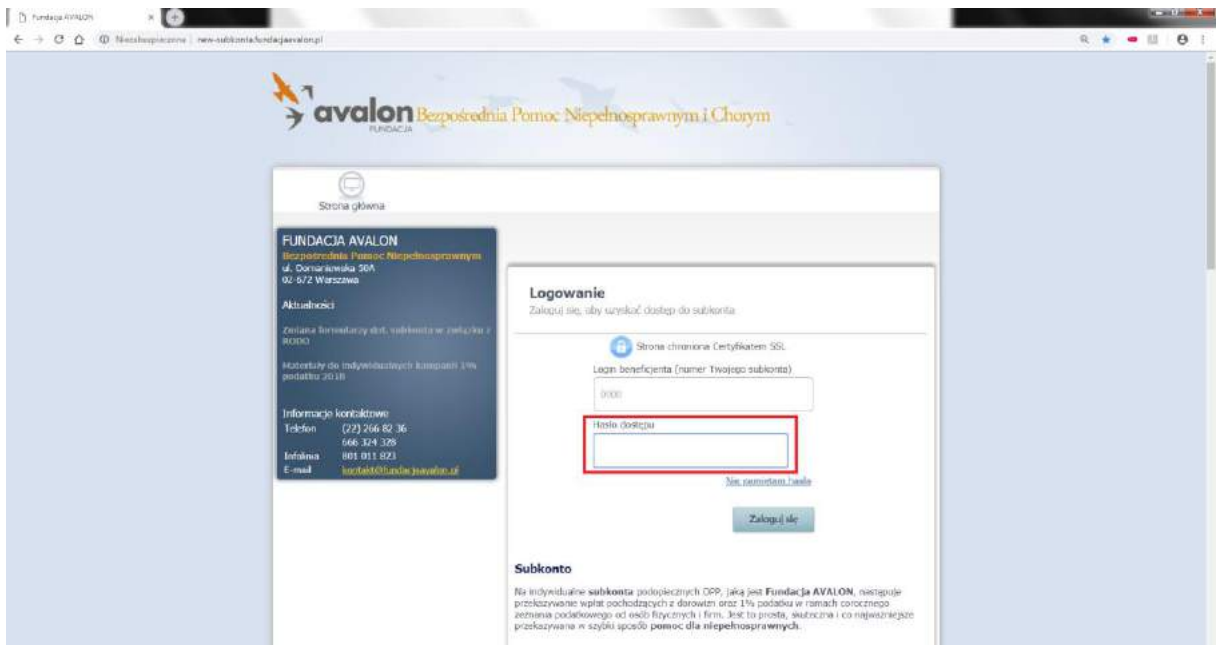 Fundacja AVALON
Niezabezpieczona | new-subkonta.fundacjaavalon.pl
avalon
FUNDACJA
Bezpośrednia Pomoc Niepełnosprawnym i Chorym
Strona główna
FUNDACJA AVALON
Bezpośrednia Pomoc Niepełnosprawnym
ul. Domaniewska 50A
02-672 Warszawa
Aktualności
Zmiana formularzy dot. subkonta w związku z
RODO
Materiały do indywidualnych kampanii 1%
podatku 2018
Informacje kontaktowe
Telefon (22) 266 82 36
666 324 328
Infolinia 801 011 823
E-mail kontakt@fundacjaavalon.pl
Logowanie
Zaloguj się, aby uzyskać dostęp do subkonta
Strona chroniona Certyfikatem SSL
Login beneficjenta (numer Twojego subkonta)
0000
Hasło dostępu
Nie pamiętam hasła
Zaloguj się
Subkonto
Na indywidualne subkonta podopiecznych OPP, jaką jest Fundacja AVALON, następuje
przekazywanie wpłat pochodzących z darowizn oraz 1% podatku w ramach corocznego
zeznania podatkowego od osób fizycznych i firm. Jest to prosta, skuteczna i co najważniejsze
przekazywana w szybki sposób pomoc dla niepełnosprawnych.